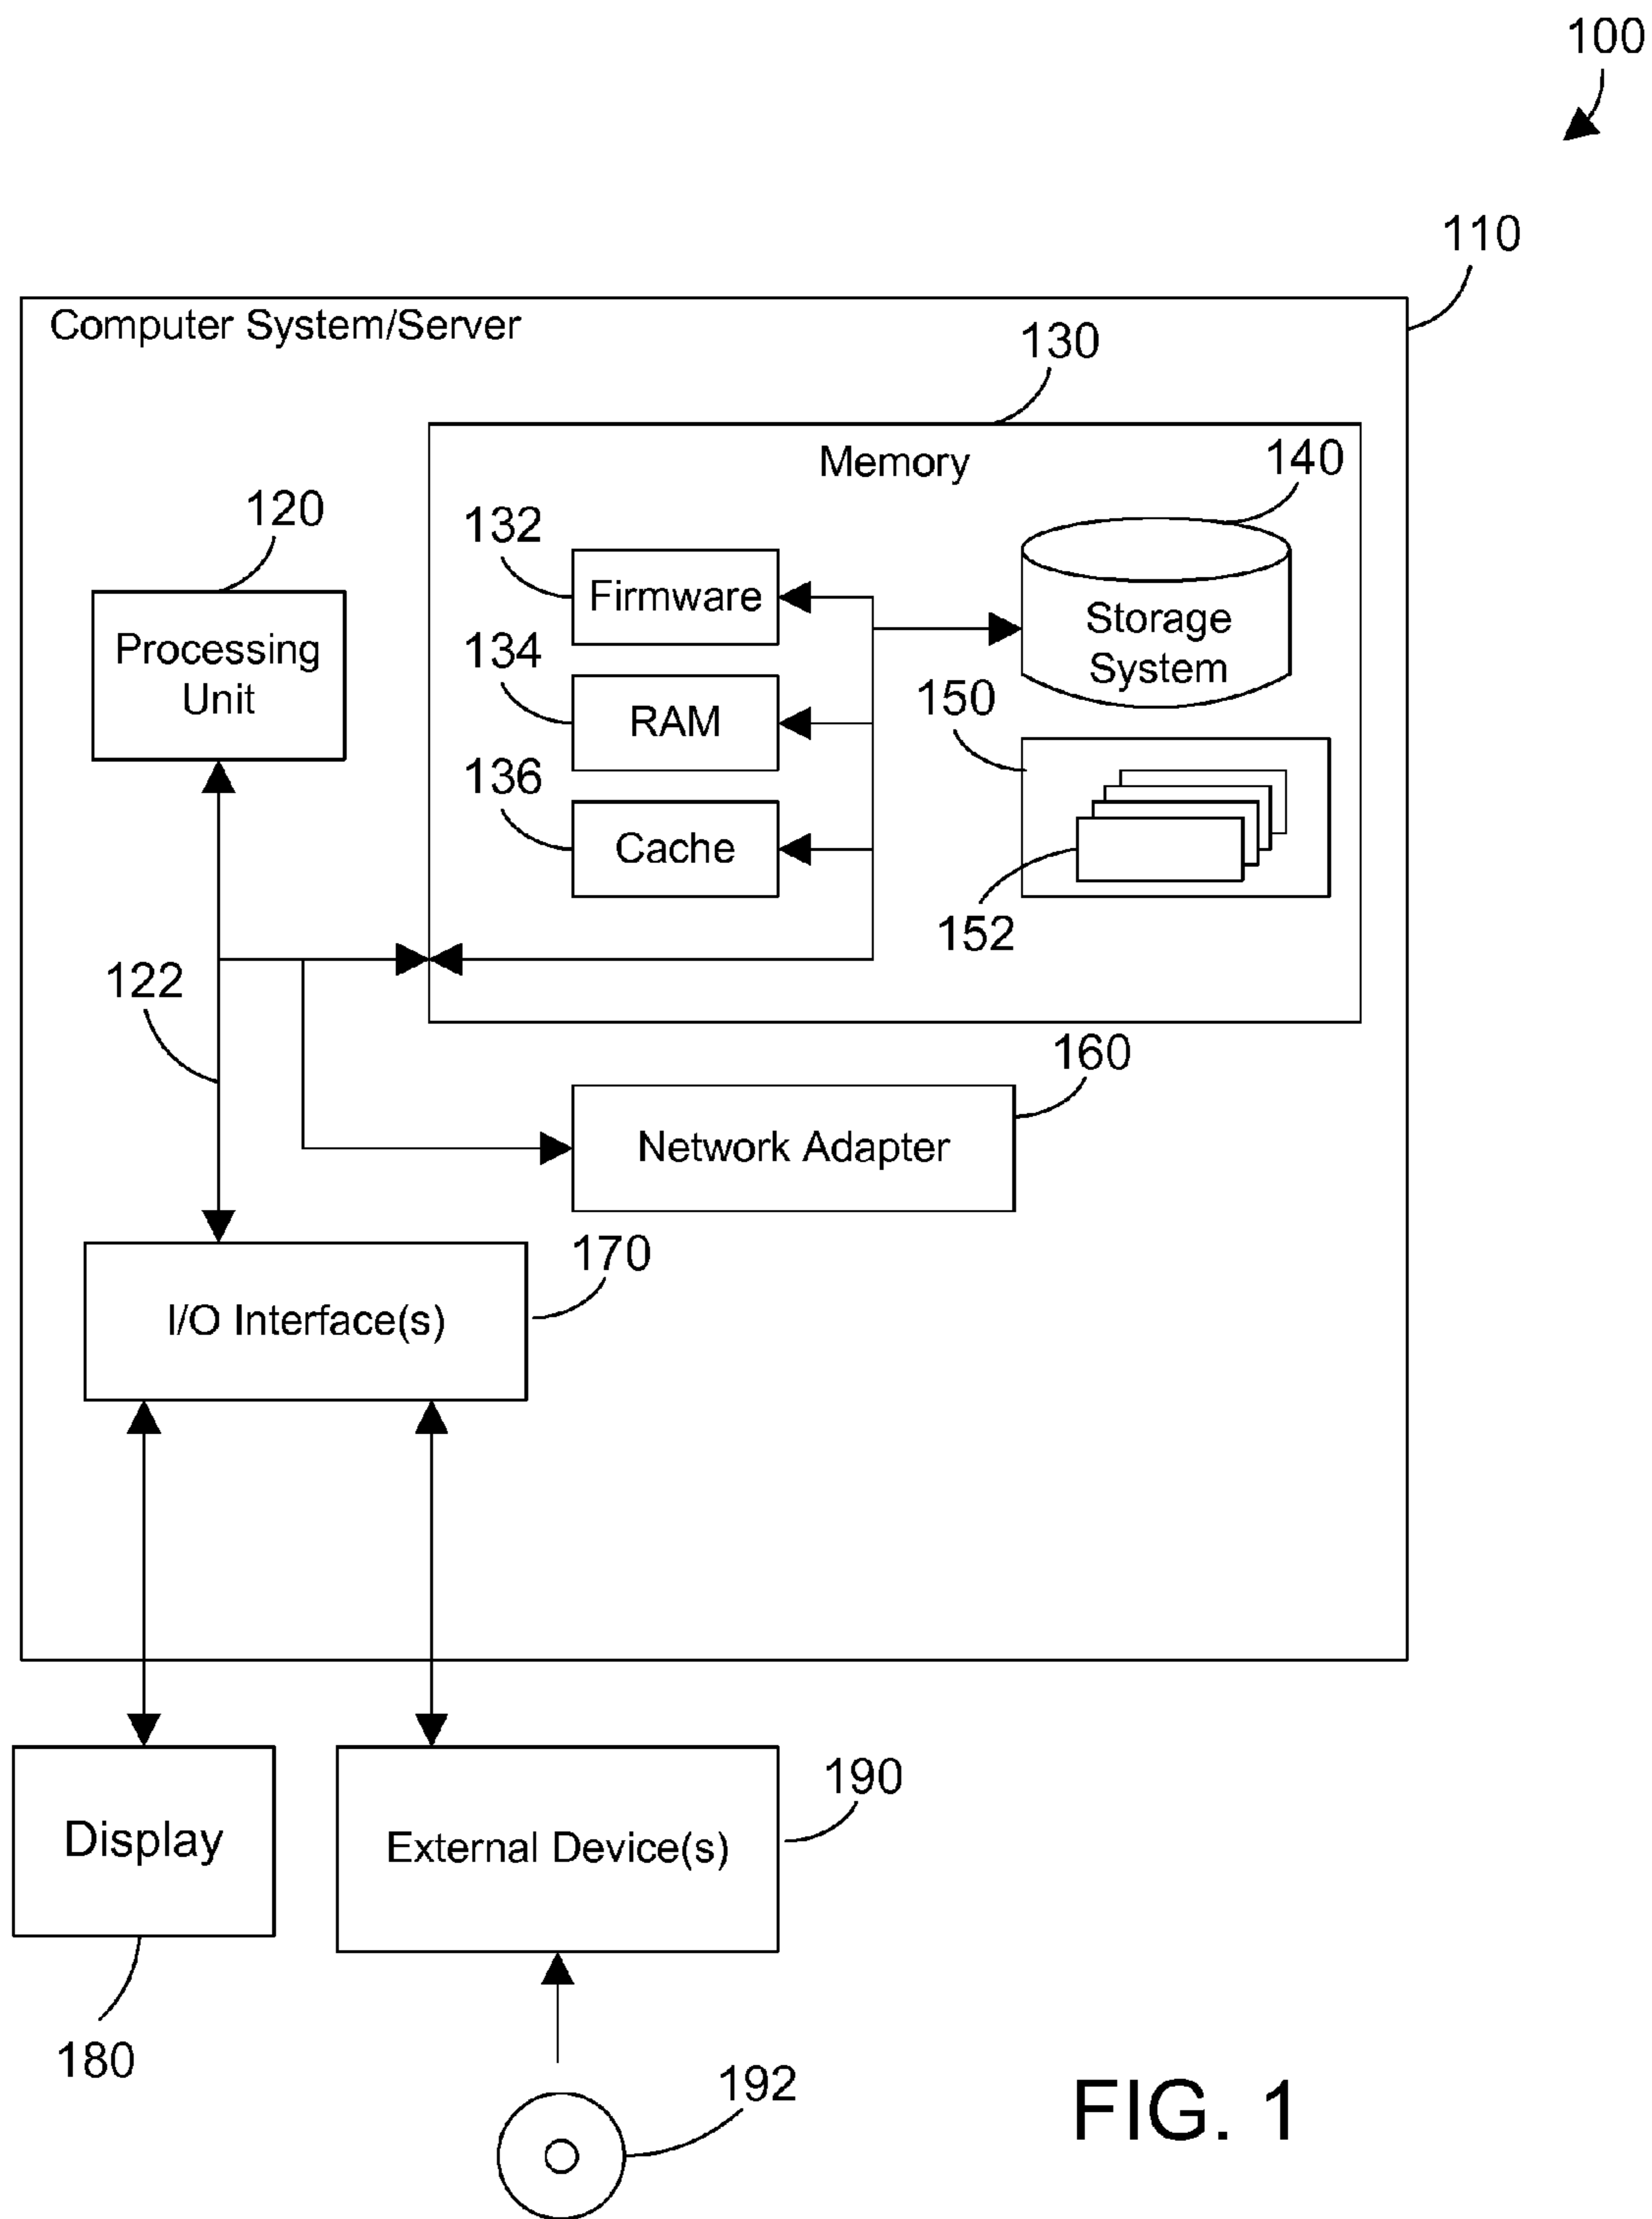 100
110
Computer System/Server
130
Memory
140
120
132
Firmware
Processing
Unit
134
Storage
System
150
RAM
136
Cache
152
122
160
Network Adapter
170
I/O Interface(s)
190
Display
External Device(s)
180
192
FIG. 1